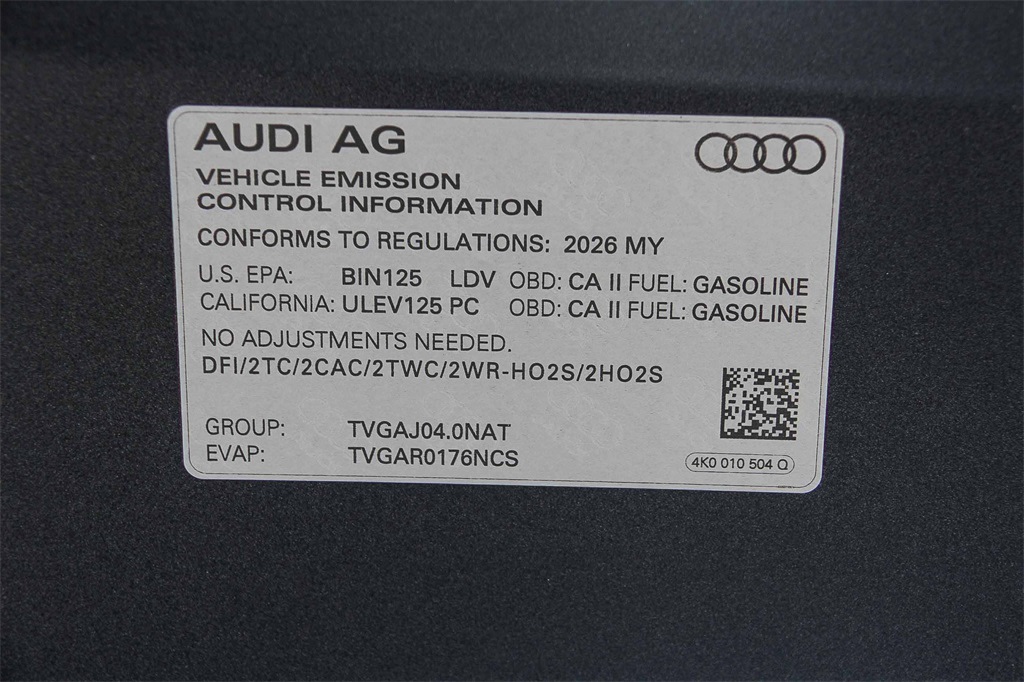 AUDI AG
VEHICLE EMISSION
CONTROL INFORMATION
CONFORMS TO REGULATIONS: 2026 MY
U.S. EPA: BIN125 LDV OBD: CA II FUEL: GASOLINE
CALIFORNIA: ULEV125 PC OBD: CA II FUEL: GASOLINE
NO ADJUSTMENTS NEEDED.
DFI/2TC/2CAC/2TWC/2WR-HO2S/2HO2S
GROUP: TVGAJ04.0NAT
EVAP: TVGAR0176NCS
4K0 010 504 Q